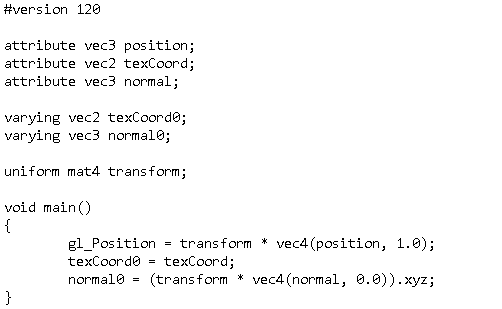 #version 120

attribute vec3 position;
attribute vec2 texCoord;
attribute vec3 normal;

varying vec2 texCoord0;
varying vec3 normal0;

uniform mat4 transform;

void main()
{
        gl_Position = transform * vec4(position, 1.0);
        texCoord0 = texCoord;
        normal0 = (transform * vec4(normal, 0.0)).xyz;
}